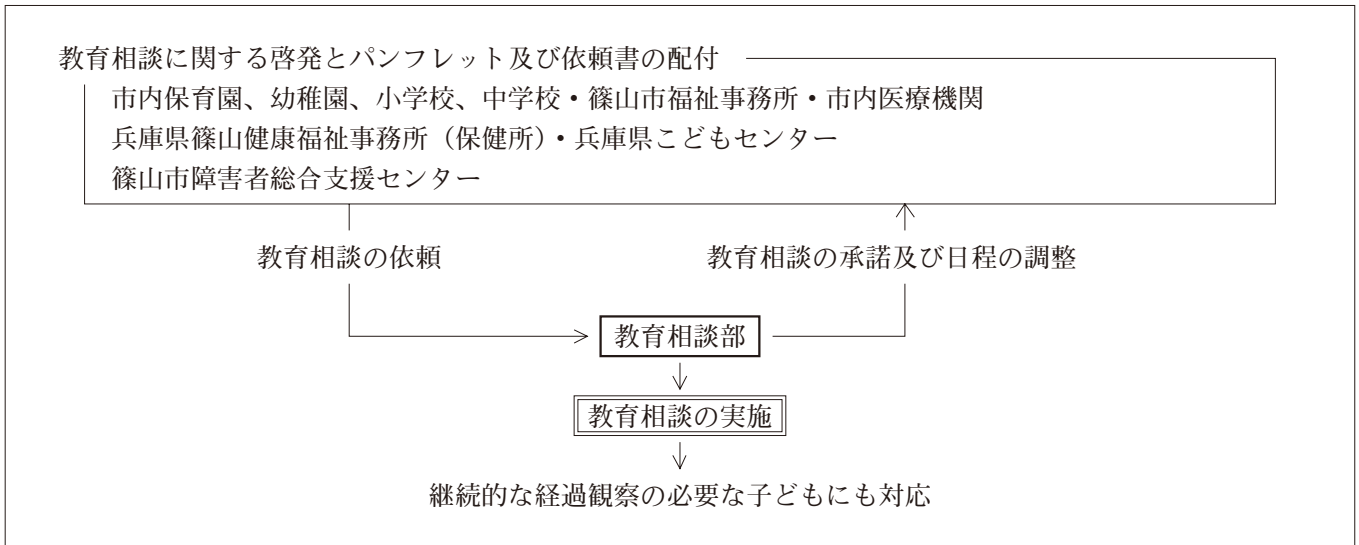 教育相談に関する啓発とパンフレット及び依頼書の配付
市内保育園、幼稚園、小学校、中学校・篠山市福祉事務所・市内医療機関
兵庫県篠山健康福祉事務所（保健所）・兵庫県こどもセンター
篠山市障害者総合支援センター
教育相談の依頼
教育相談の承諾及び日程の調整
教育相談部
教育相談の実施
継続的な経過観察の必要な子どもにも対応